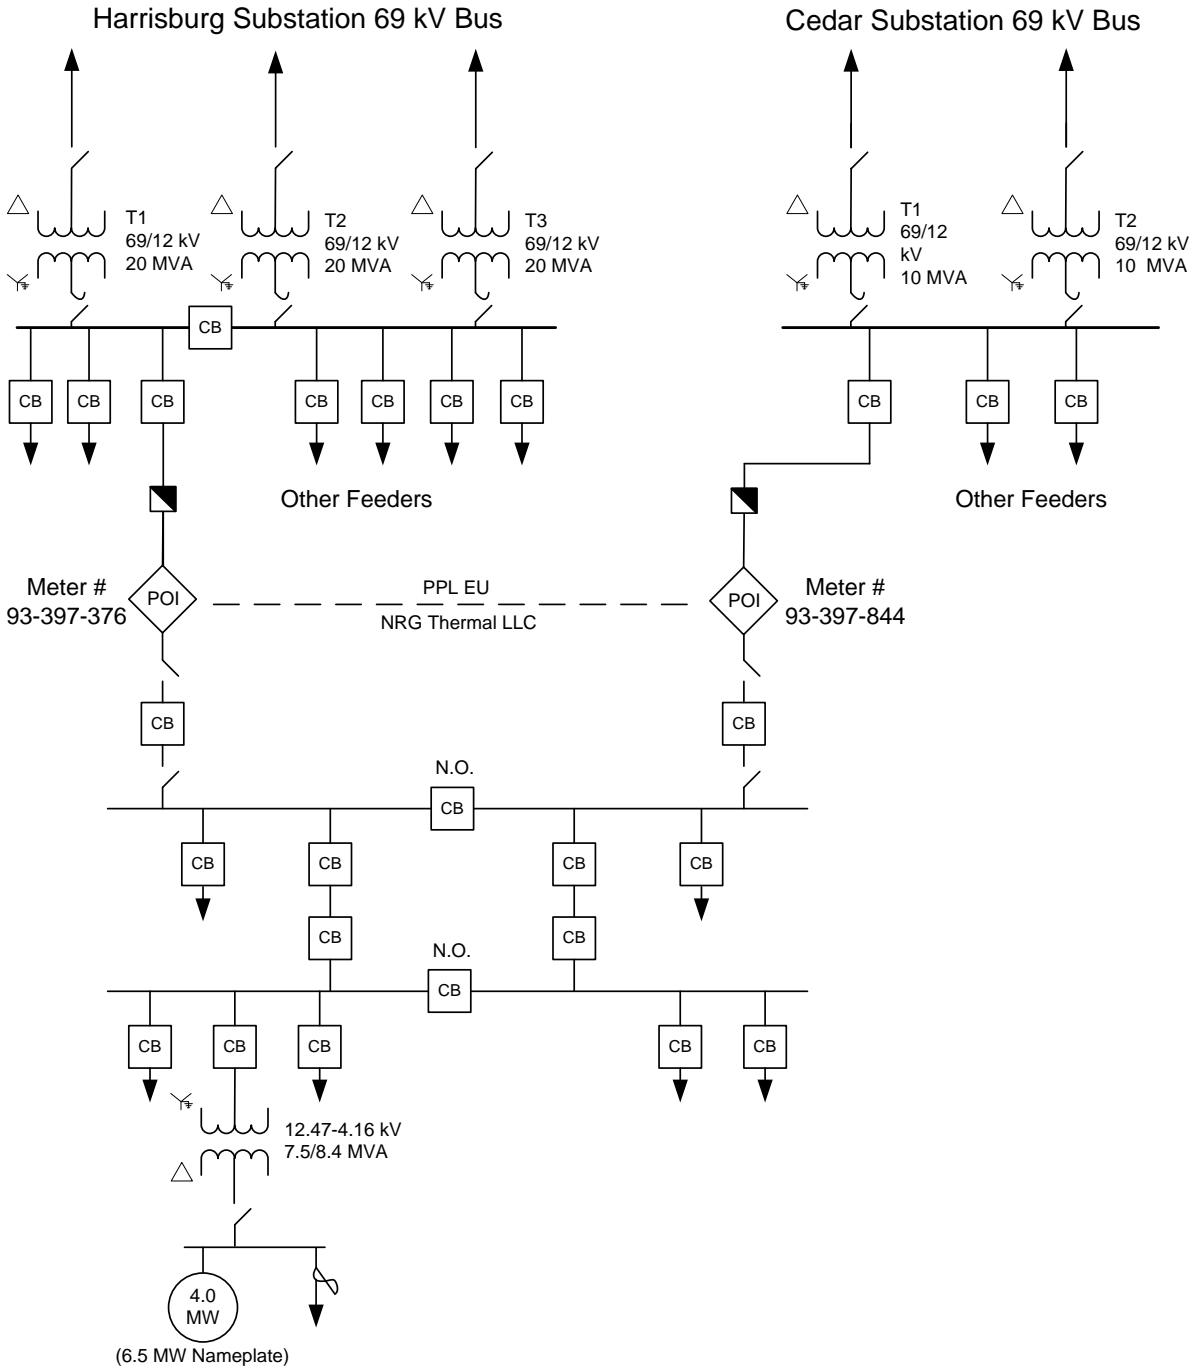 Harrisburg Substation 69 kV Bus
Cedar Substation 69 kV Bus
T1
69/12 kV
20 MVA
T2
69/12 kV
20 MVA
T3
69/12 kV
20 MVA
T1
69/12
kV
10 MVA
T2
69/12 kV
10 MVA
CB
CB
CB
CB
CB
CB
CB
CB
CB
CB
CB
Other Feeders
Other Feeders
Meter #
93-397-376
POI
PPL EU
NRG Thermal LLC
POI
Meter #
93-397-844
CB
CB
N.O.
CB
CB
CB
CB
CB
CB
CB
N.O.
CB
CB
CB
CB
CB
CB
12.47-4.16 kV
7.5/8.4 MVA
4.0
MW
(6.5 MW Nameplate)